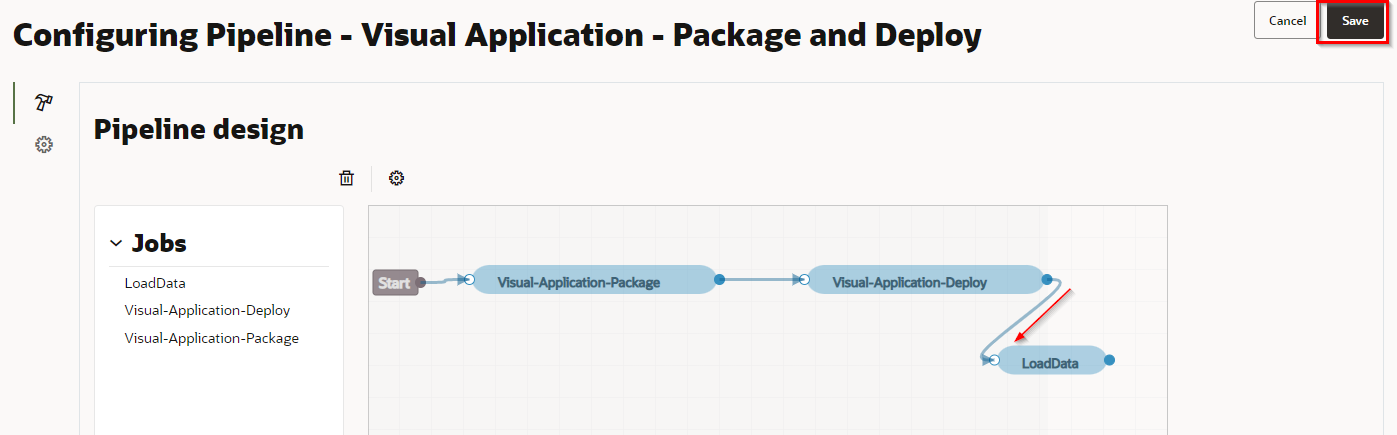 Cancel
Save
Configuring Pipeline - Visual Application - Package and Deploy
Pipeline design
Jobs
LoadData
Visual-Application-Deploy
Visual-Application-Package
Start
Visual-Application-Package
Visual-Application-Deploy
LoadData